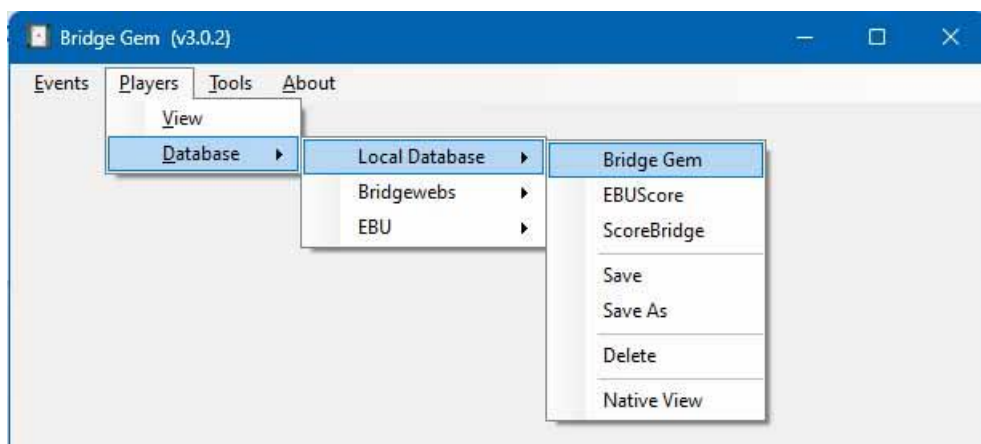 Bridge Gem (v3.0.2)
Events Players Tools About
View
Database
Local Database
Bridgewebs
EBU
Bridge Gem
EBUScore
ScoreBridge
Save
Save As
Delete
Native View